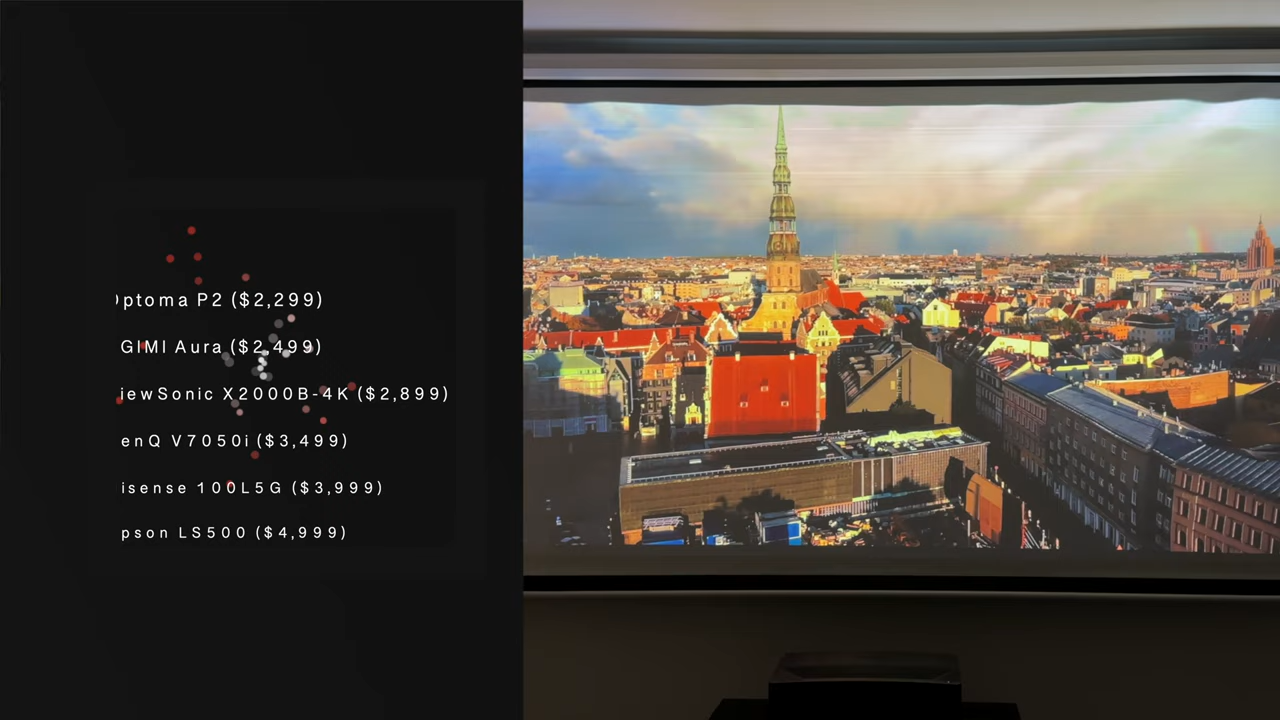 ptoma P2 ($2,299)
GIMI Aura ($2,499)
iewSonic X2000B-4K ($2,899)
enQ V7050i ($3,499)
isense 100L5G ($3,999)
pson LS500 ($4,999)